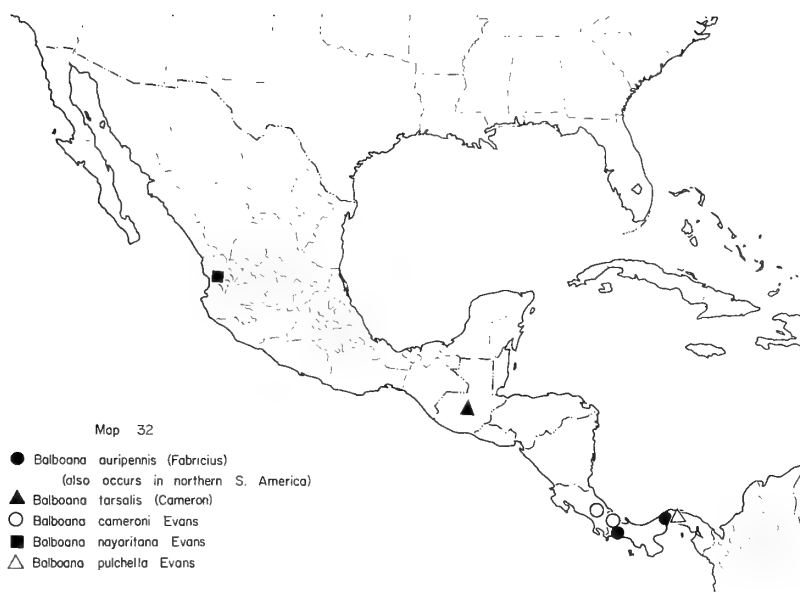 Map 32
Balboana auripennis (Fabricius)
(also occurs in northern S. America)
Balboana tarsalis (Cameron)
Balboana cameroni Evans
Balboana nayaritana Evans
Balboana pulchella Evans